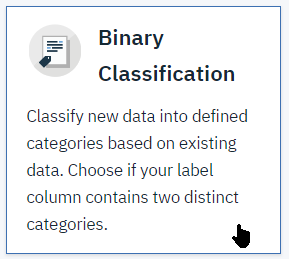 Binary
Classification
Classify new data into defined
categories based on existing
data. Choose if your label
column contains two distinct
categories.